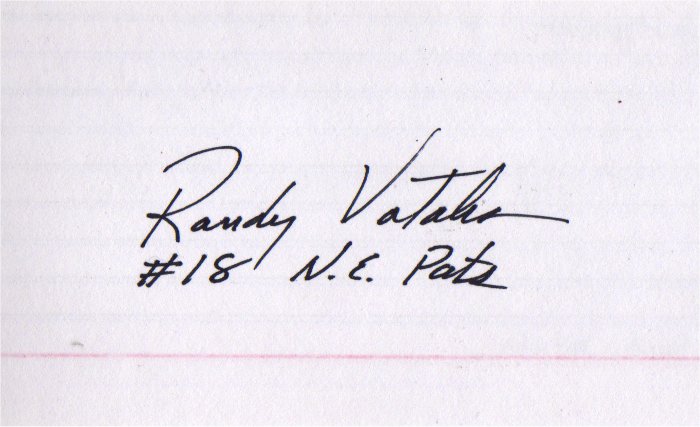 Randy Vataha
#18 N.E. Pats